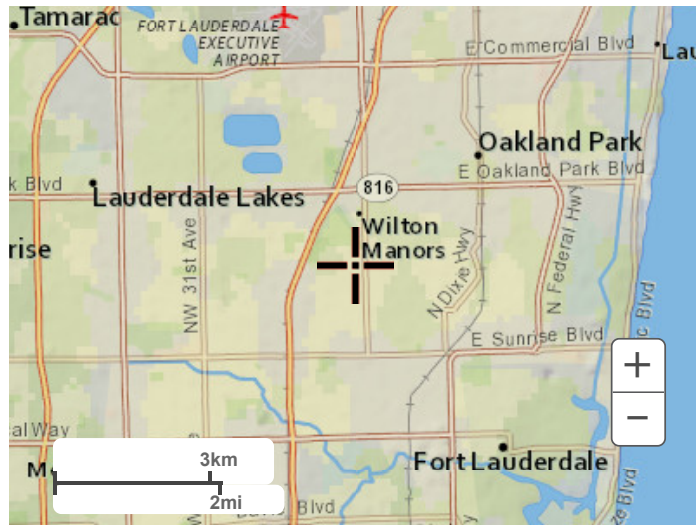 Tamarac
FORT LAUDERDALE
EXECUTIVE
AIRPORT
E Commercial Blvd
Lau
Oakland Park
E Oakland Park Blvd
k Blvd
Lauderdale Lakes
816
Wilton
Manors
rise
NW 31st Ave
N Dixie Hwy
N Federal Hwy
c Blvd
E Sunrise Blvd
+
−
al Way
3km
Fort Lauderdale
2mi
Blvd